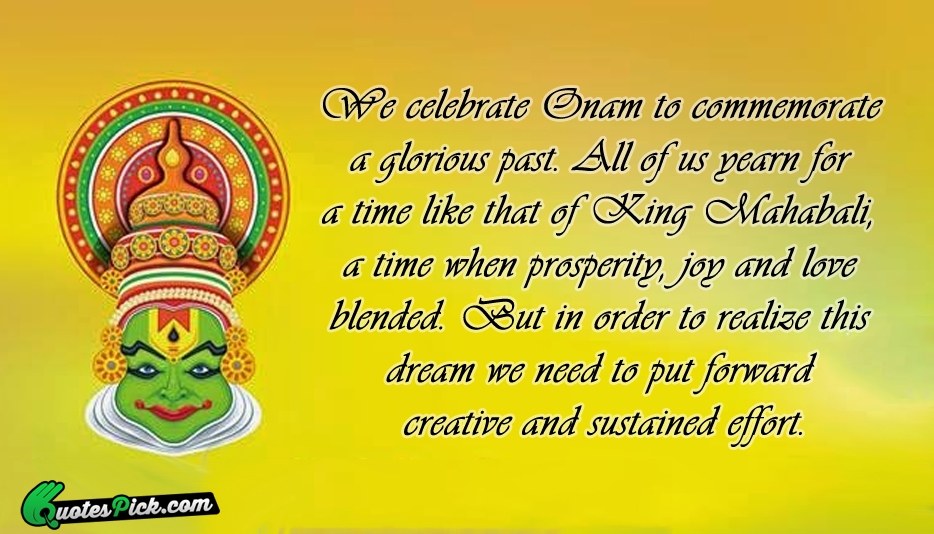 We celebrate Onam to commemorate
a glorious past. All of us yearn for
a time like that of King Mahabali,
a time when prosperity, joy and love
blended. But in order to realize this
dream we need to put forward
creative and sustained effort.
QuotesPick.com